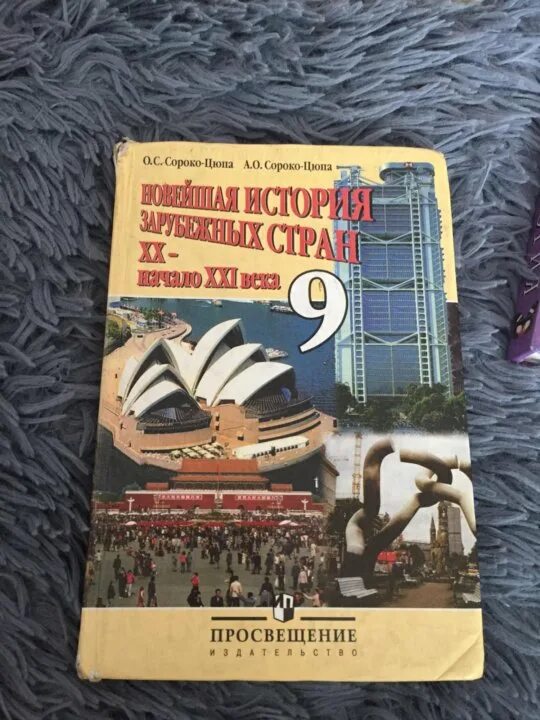 О.С. Сороко-Цюпа А.О. Сороко-Цюпа
НОВЕЙШАЯ ИСТОРИЯ
ЗАРУБЕЖНЫХ СТРАН
XX –
начало XXI века
9
ПРОСВЕЩЕНИЕ
ИЗДАТЕЛЬСТВО